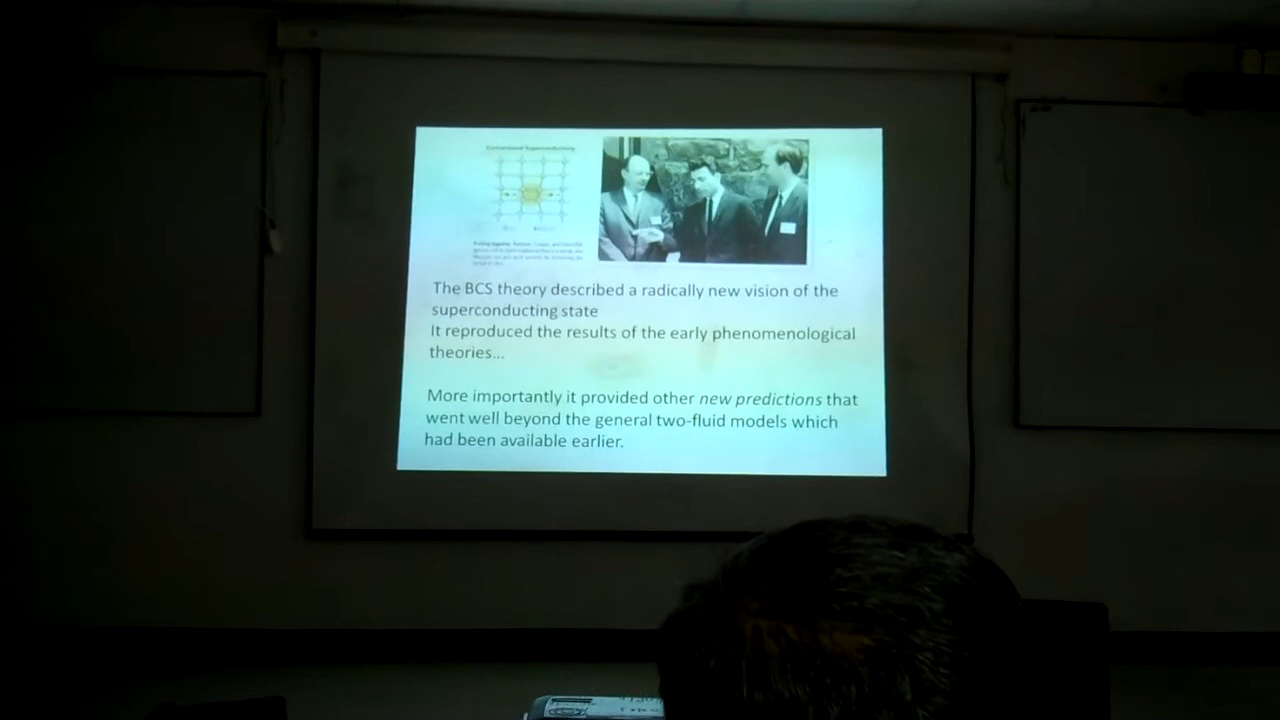 Conventional Superconductivity
The BCS theory described a radically new vision of the
superconducting state
It reproduced the results of the early phenomenological
theories...
More importantly it provided other new predictions that
went well beyond the general two-fluid models which
had been available earlier.